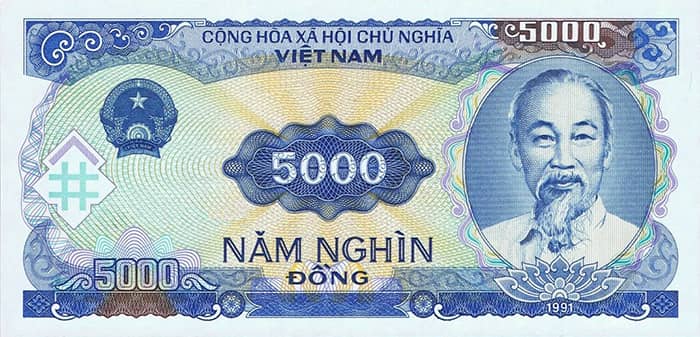 CỘNG HÒA XÃ HỘI CHỦ NGHĨA
VIỆT NAM
5000
5000
NĂM NGHÌN
ĐỒNG
5000
1991